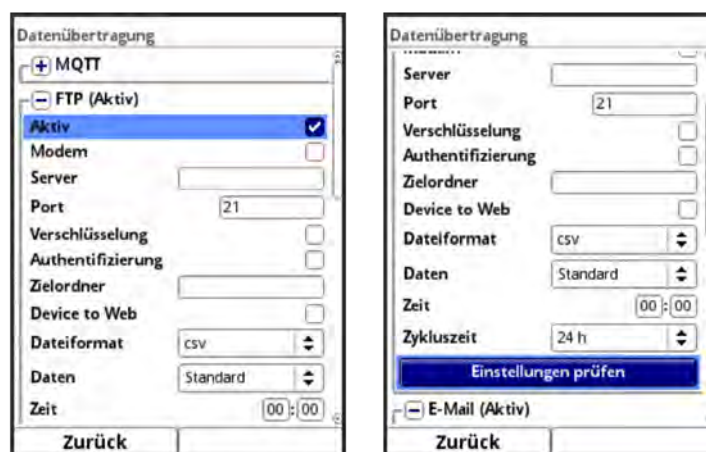 Datenübertragung
MQTT
FTP (Aktiv)
Aktiv
Modem
Server
Port 21
Verschlüsselung
Authentifizierung
Zielordner
Device to Web
Dateiformat csv
Daten Standard
Zeit 00:00
Zurück
Datenübertragung
Server
Port 21
Verschlüsselung
Authentifizierung
Zielordner
Device to Web
Dateiformat csv
Daten Standard
Zeit 00:00
Zykluszeit 24 h
Einstellungen prüfen
E-Mail (Aktiv)
Zurück